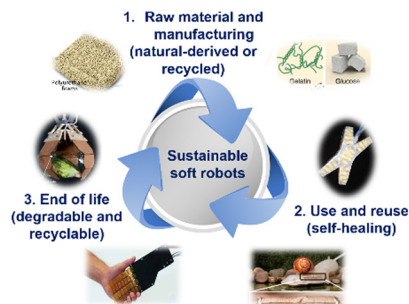 1. Raw material and
manufacturing
(natural-derived or
recycled)
Gelatin
Glucose
Sustainable
soft robots
3. End of life
(degradable and
recyclable)
2. Use and reuse
(self-healing)